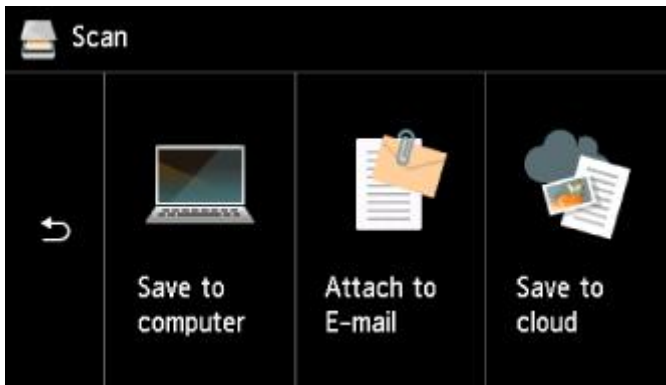 Scan
Save to
computer
Attach to
E-mail
Save to
cloud